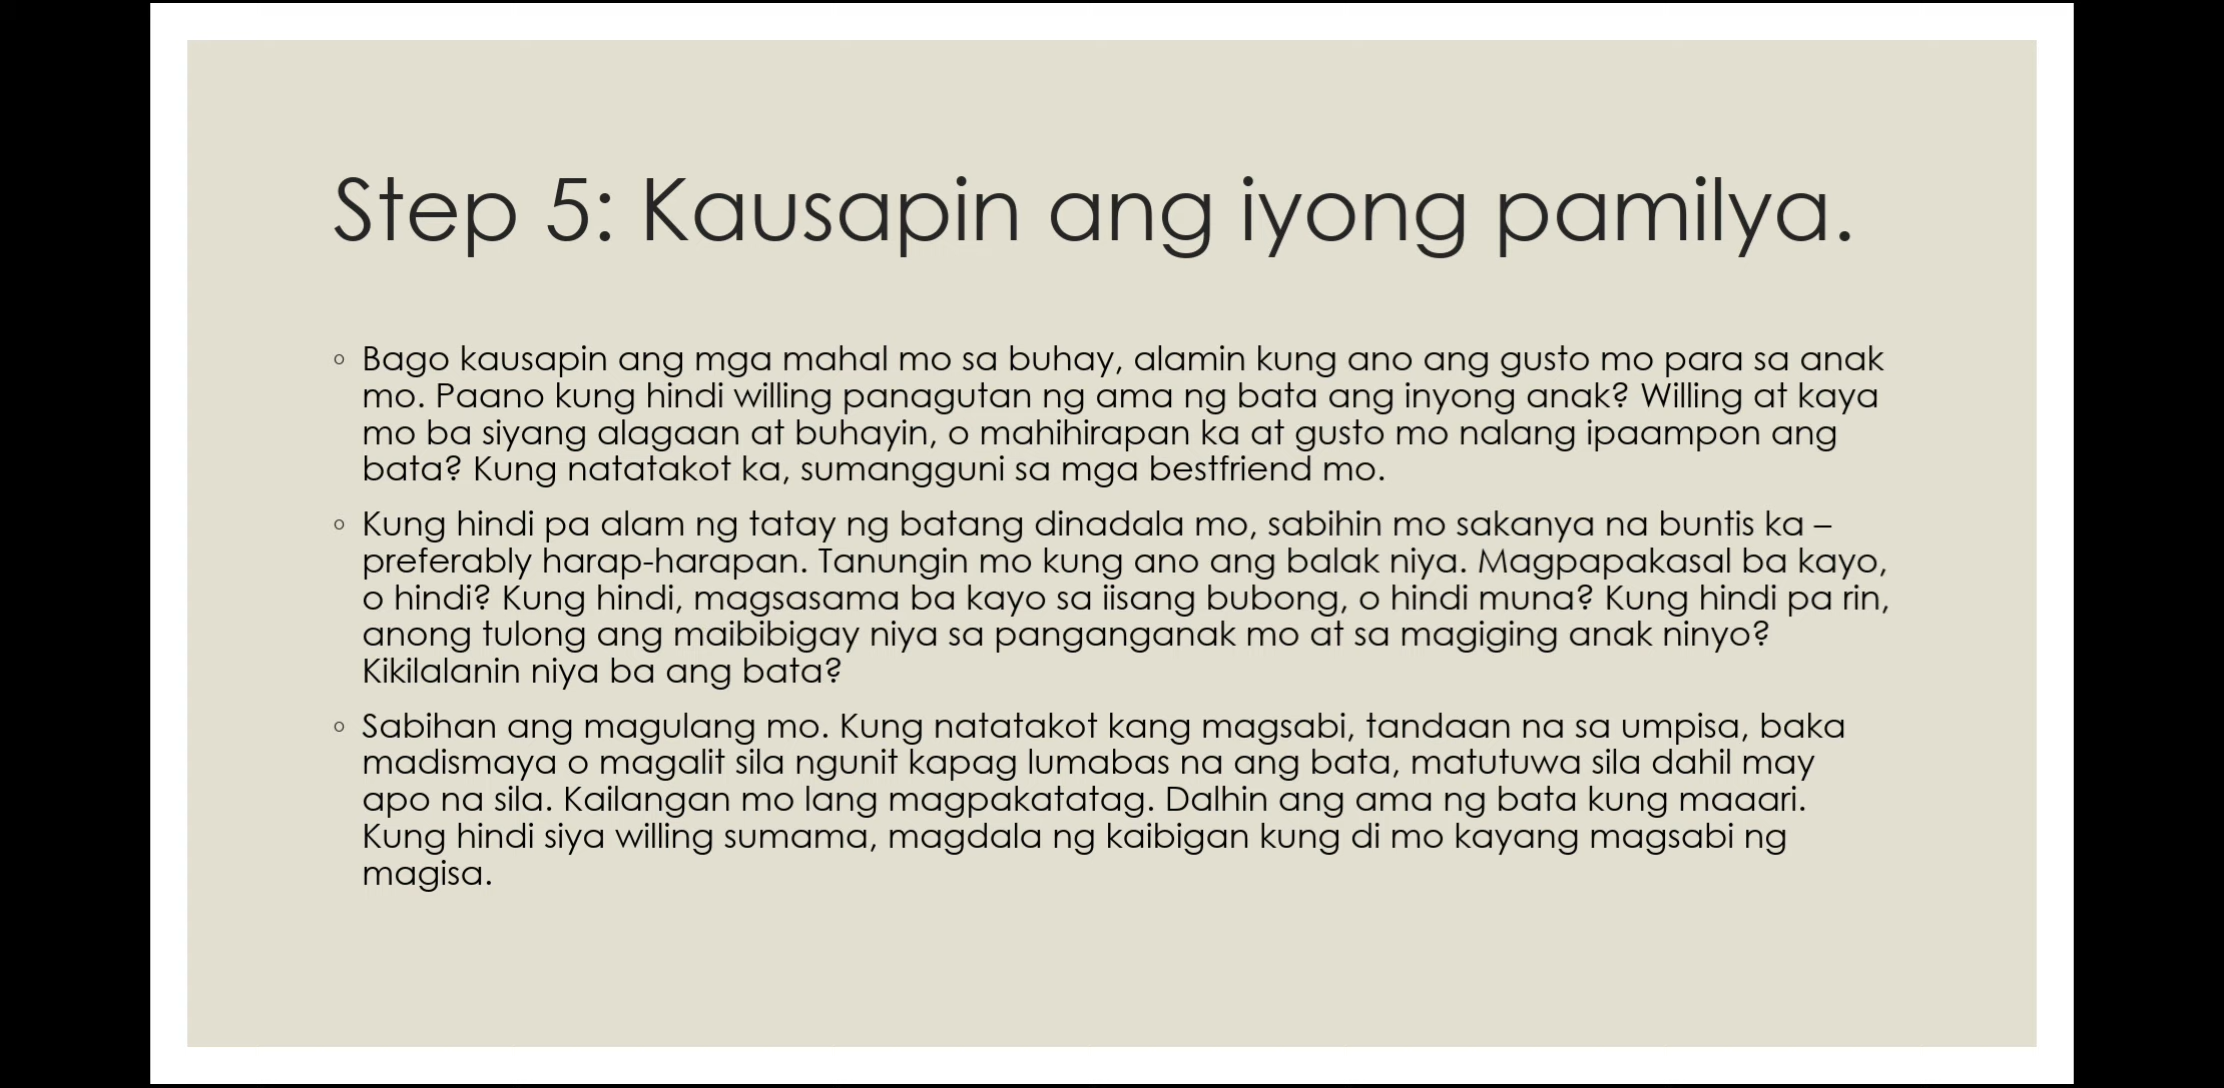 Step 5: Kausapin ang iyong pamilya.
◦ Bago kausapin ang mga mahal mo sa buhay, alamin kung ano ang gusto mo para sa anak
mo. Paano kung hindi willing panagutan ng ama ng bata ang inyong anak? Willing at kaya
mo ba siyang alagaan at buhayin, o mahihirapan ka at gusto mo nalang ipaampon ang
bata? Kung natatakot ka, sumangguni sa mga bestfriend mo.
◦ Kung hindi pa alam ng tatay ng batang dinadala mo, sabihin mo sakanya na buntis ka –
preferably harap-harapan. Tanungin mo kung ano ang balak niya. Magpapakasal ba kayo,
o hindi? Kung hindi, magsasama ba kayo sa iisang bubong, o hindi muna? Kung hindi pa rin,
anong tulong ang maibibigay niya sa panganganak mo at sa magiging anak ninyo?
Kikilalanin niya ba ang bata?
◦ Sabihan ang magulang mo. Kung natatakot kang magsabi, tandaan na sa umpisa, baka
madismaya o magalit sila ngunit kapag lumabas na ang bata, matutuwa sila dahil may
apo na sila. Kailangan mo lang magpakatatag. Dalhin ang ama ng bata kung maaari.
Kung hindi siya willing sumama, magdala ng kaibigan kung di mo kayang magsabi ng
magisa.